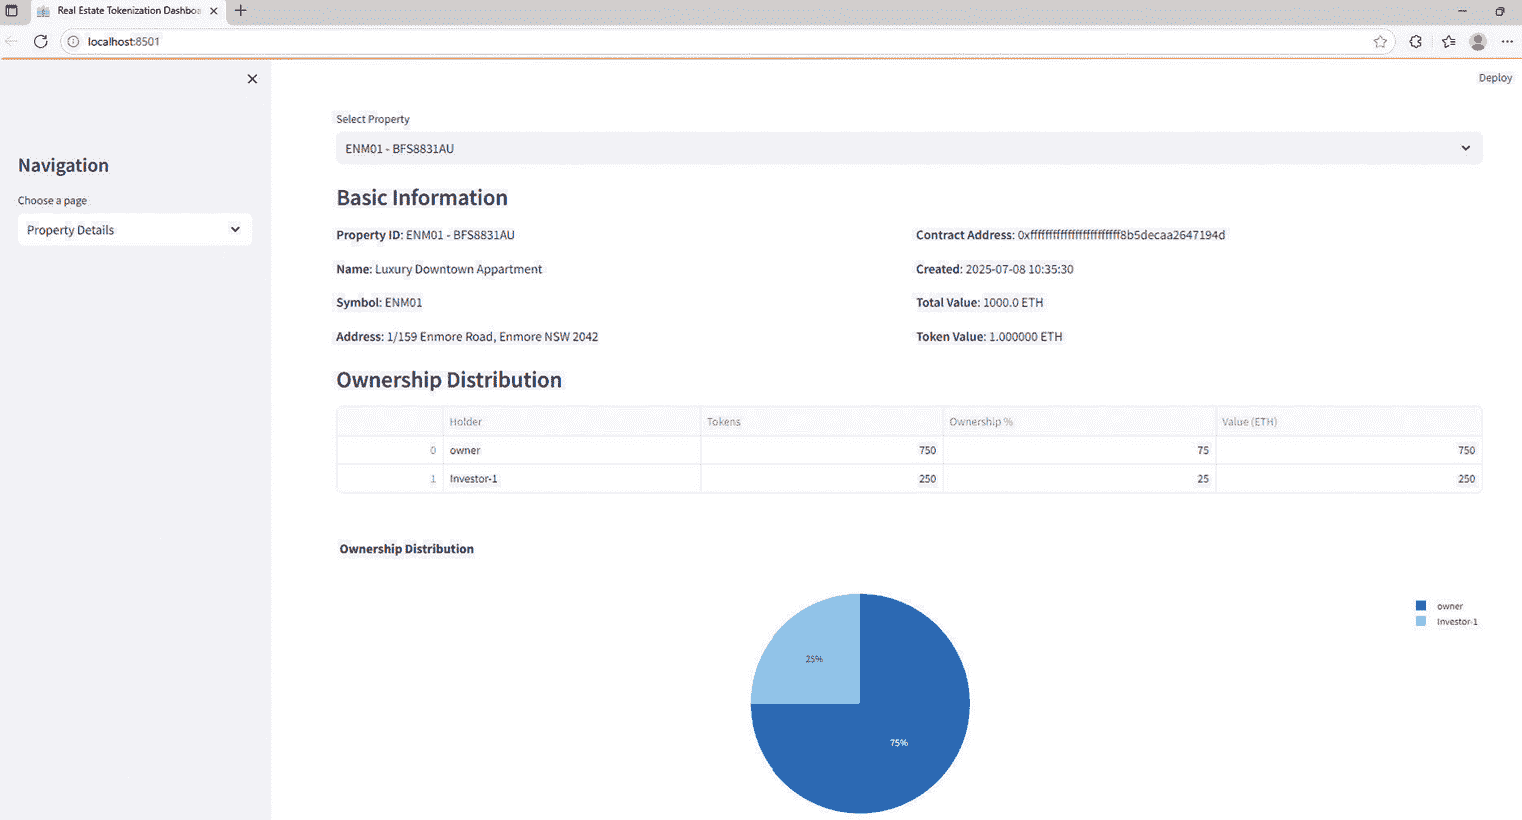 Real Estate Tokenization Dashboa
localhost:8501
Deploy
Navigation
Choose a page
Property Details
Select Property
ENM01 - BFS8831AU
Basic Information
Property ID: ENM01 - BFS8831AU
Name: Luxury Downtown Appartment
Symbol: ENM01
Address: 1/159 Enmore Road, Enmore NSW 2042
Contract Address: 0xffffffffffffffffffffffff8b5decaa2647194d
Created: 2025-07-08 10:35:30
Total Value: 1000.0 ETH
Token Value: 1.000000 ETH
Ownership Distribution
Holder Tokens Ownership % Value (ETH)
0 owner 750 75 750
1 Investor-1 250 25 250
Ownership Distribution
25%
75%
owner
Investor-1